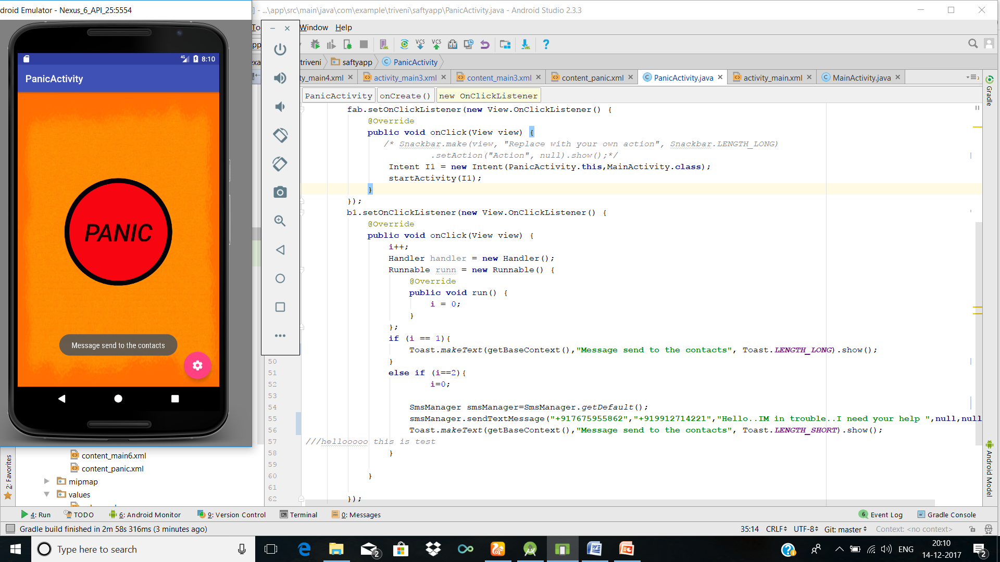 droid Emulator - Nexus_6_API_25:5554
] - ...\app\src\main\java\com\example\triveni\saftyapp\PanicActivity.java - Android Studio 2.3.3
Window Help
VCS VCS
triveni saftyapp PanicActivity
ty_main4.xml activity_main3.xml content_main3.xml content_panic.xml PanicActivity.java activity_main.xml MainActivity.java
PanicActivity onCreate() new OnClickListener
4G 8:10
PanicActivity
PANIC
Message send to the contacts
fab.setOnClickListener(new View.OnClickListener() {
@Override
public void onClick(View view) {
/* Snackbar.make(view, "Replace with your own action", Snackbar.LENGTH_LONG)
.setAction("Action", null).show();*/
Intent I1 = new Intent(PanicActivity.this,MainActivity.class);
startActivity(I1);
}
});
b1.setOnClickListener(new View.OnClickListener() {
@Override
public void onClick(View view) {
i++;
Handler handler = new Handler();
Runnable runn = new Runnable() {
@Override
public void run() {
i = 0;
}
};
if (i == 1){
Toast.makeText(getBaseContext(),"Message send to the contacts", Toast.LENGTH_LONG).show();
50 }
51 else if (i==2){
52 i=0;
53
54 SmsManager smsManager=SmsManager.getDefault();
55 smsManager.sendTextMessage("+917675955862","+919912714221","Hello..IM in trouble..I need your help ",null,null
56 Toast.makeText(getBaseContext(),"Message send to the contacts", Toast.LENGTH_SHORT).show();
57 ///hellooooo this is test
58 }
59
60 }
61
62 });
Gradle
Android Model
2: Favorites
content_main6.xml
content_panic.xml
mipmap
values
4: Run TODO 6: Android Monitor 9: Version Control Terminal 0: Messages 6 Event Log Gradle Console
Gradle build finished in 2m 58s 316ms (3 minutes ago) 35:14 CRLF UTF-8 Git: master Context: <no context>
Type here to search 2 ENG 20:10
14-12-2017 2